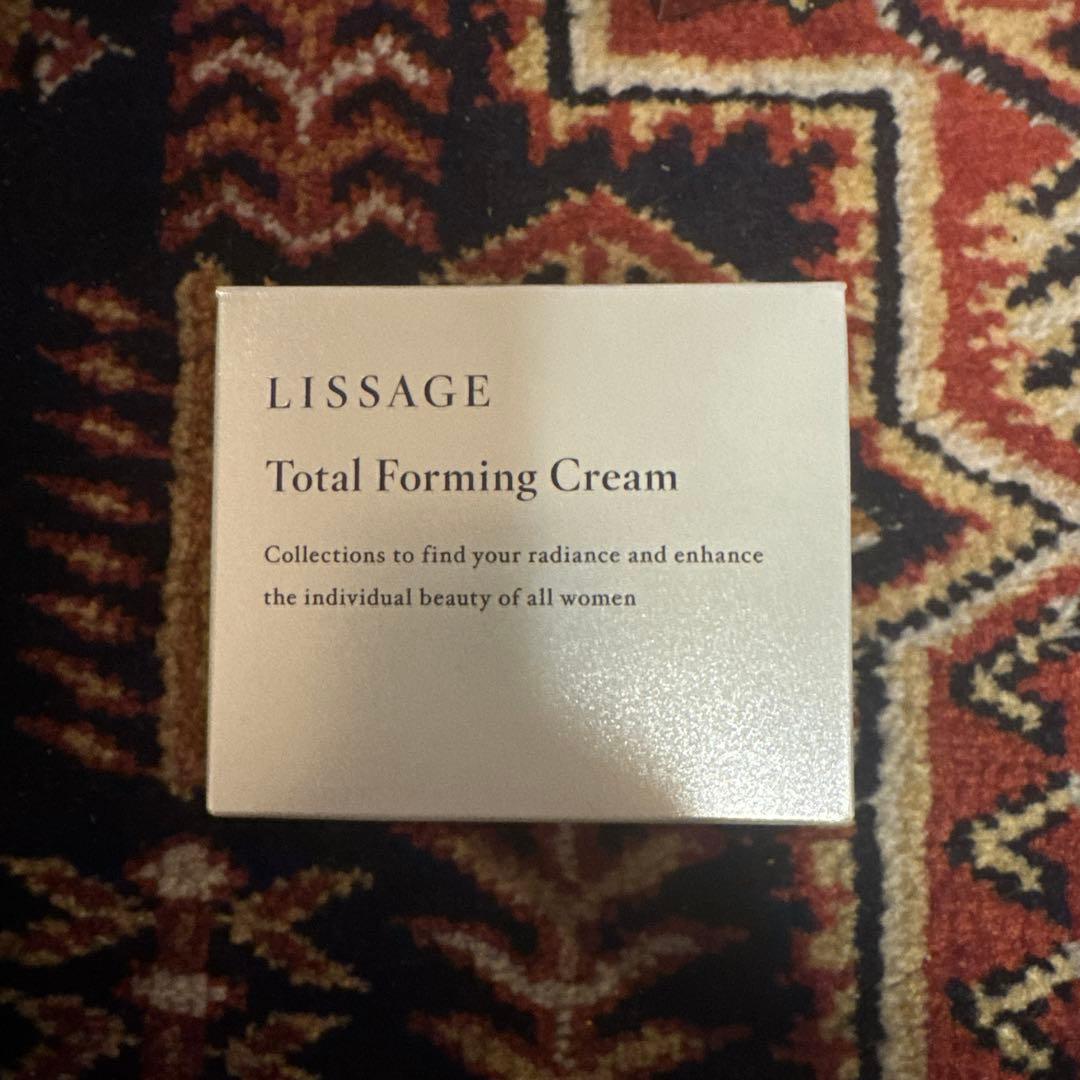 LISSAGE
Total Forming Cream
Collections to find your radiance and enhance
the individual beauty of all women